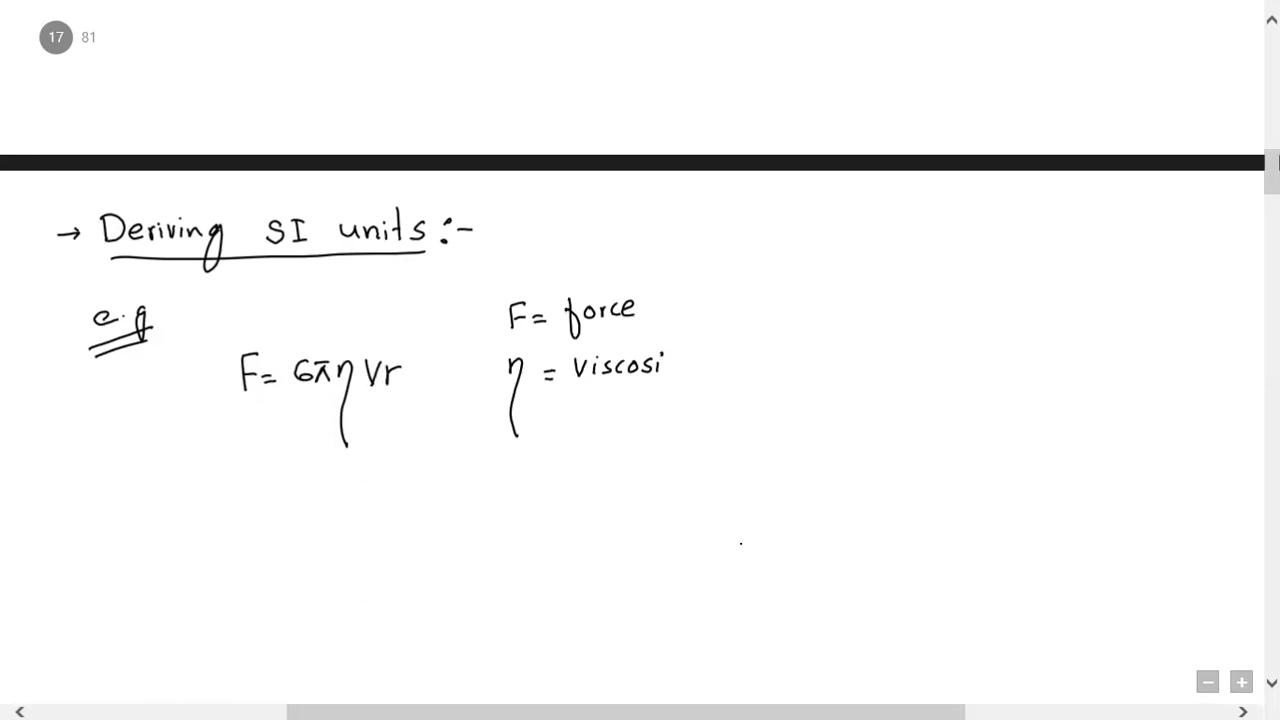 17 81
→ Deriving SI units :-
e.g
F = force
F = 6πηvr
η = viscosi